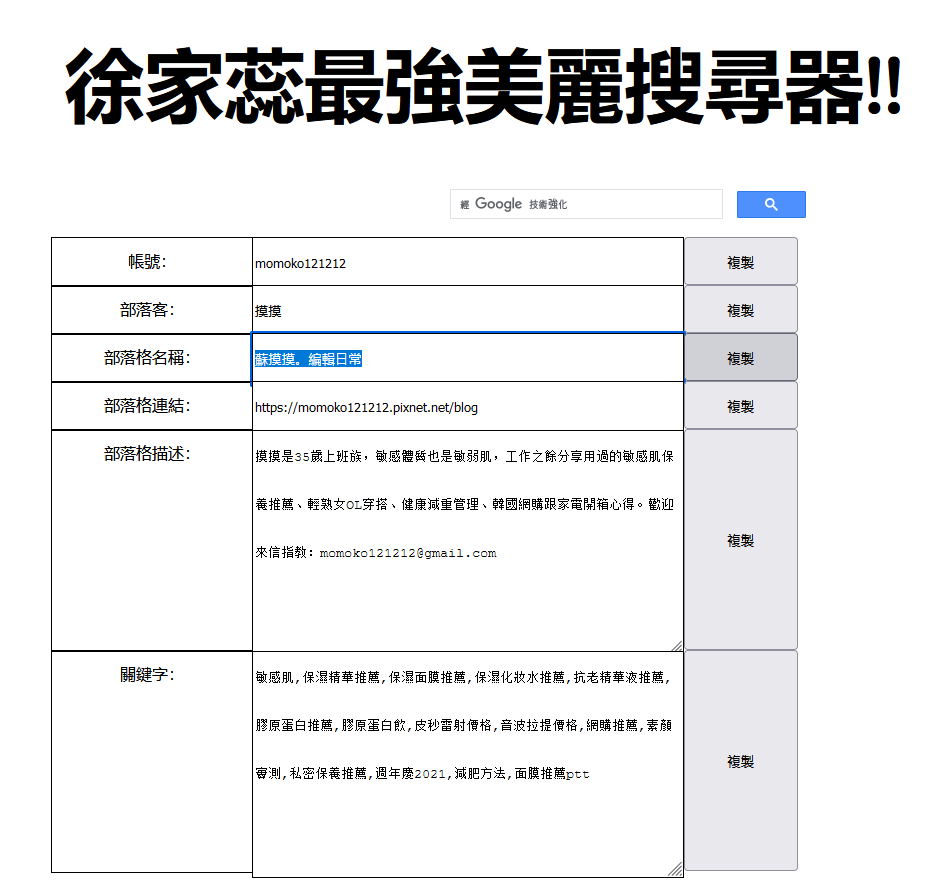 徐家蕊最強美麗搜尋器!!
經 Google 技術強化
帳號: momoko121212 複製
部落客: 摸摸 複製
部落格名稱: 蘇摸摸。編輯日常 複製
部落格連結: https://momoko121212.pixnet.net/blog 複製
部落格描述: 摸摸是35歲上班族，敏感體質也是敏弱肌，工作之餘分享用過的敏感肌保
養推薦、輕熟女OL穿搭、健康減重管理、韓國網購跟家電開箱心得。歡迎
來信指教: momoko121212@gmail.com
複製
關鍵字: 敏感肌,保濕精華推薦,保濕面膜推薦,保濕化妝水推薦,抗老精華液推薦,
膠原蛋白推薦,膠原蛋白飲,皮秒雷射價格,音波拉提價格,網購推薦,素顏
實測,私密保養推薦,週年慶2021,減肥方法,面膜推薦ptt
複製